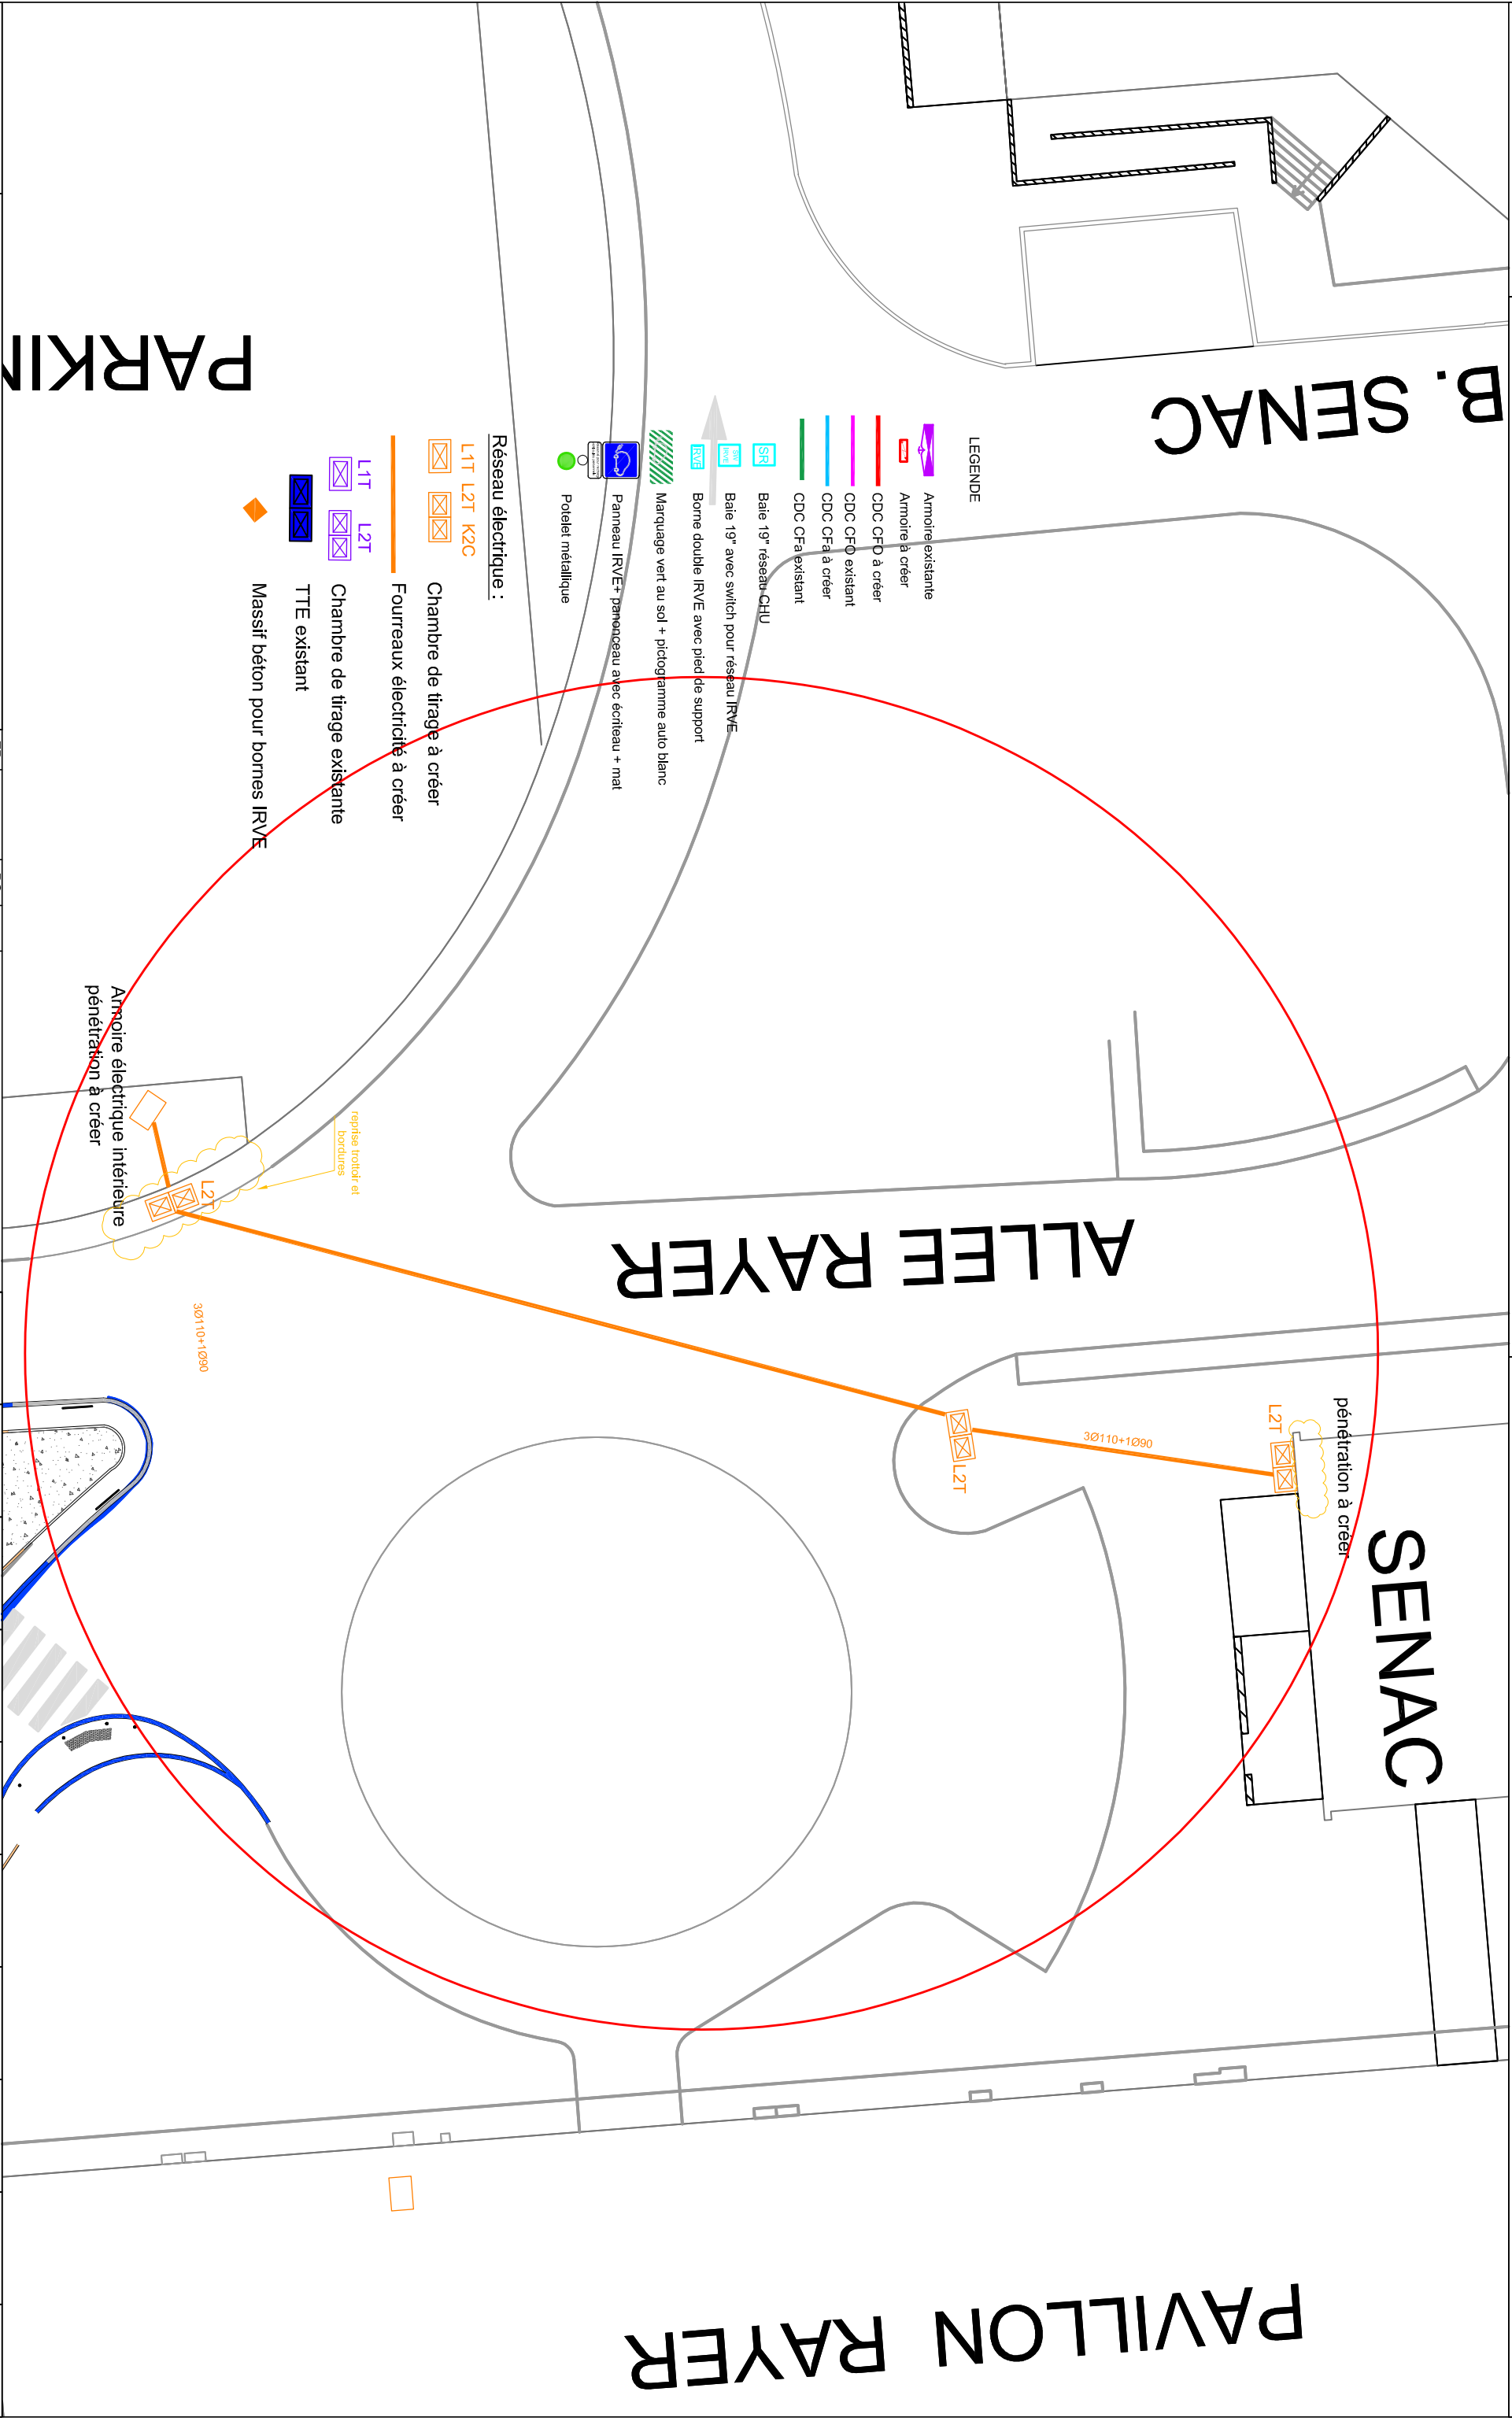 B. SENAC
PARKIN
LEGENDE
Armoire existante
Armoire à créer
CDC CFO à créer
CDC CFO existant
CDC CFa à créer
CDC CFa existant
SRI
Baie 19" réseau CHU
SW
IRVE
Baie 19" avec switch pour réseau IRVE
RVE
Borne double IRVE avec pied de support
Marquage vert au sol + pictogramme auto blanc
Panneau IRVE+ panonceau avec écriteau + mat
Potelet métallique
Réseau électrique :
L1T L2T K2C
Chambre de tirage à créer
Fourreaux électricité à créer
L1T L2T
Chambre de tirage existante
TTE existant
Massif béton pour bornes IRVE
Armoire électrique intérieure
pénétration à créer
reprise trottoir et
bordures
L2T
3Ø110+1Ø90
ALLEE RAYER
L2T
3Ø110+1Ø90
L2T
pénétration à créer
SENAC
PAVILLON RAYER